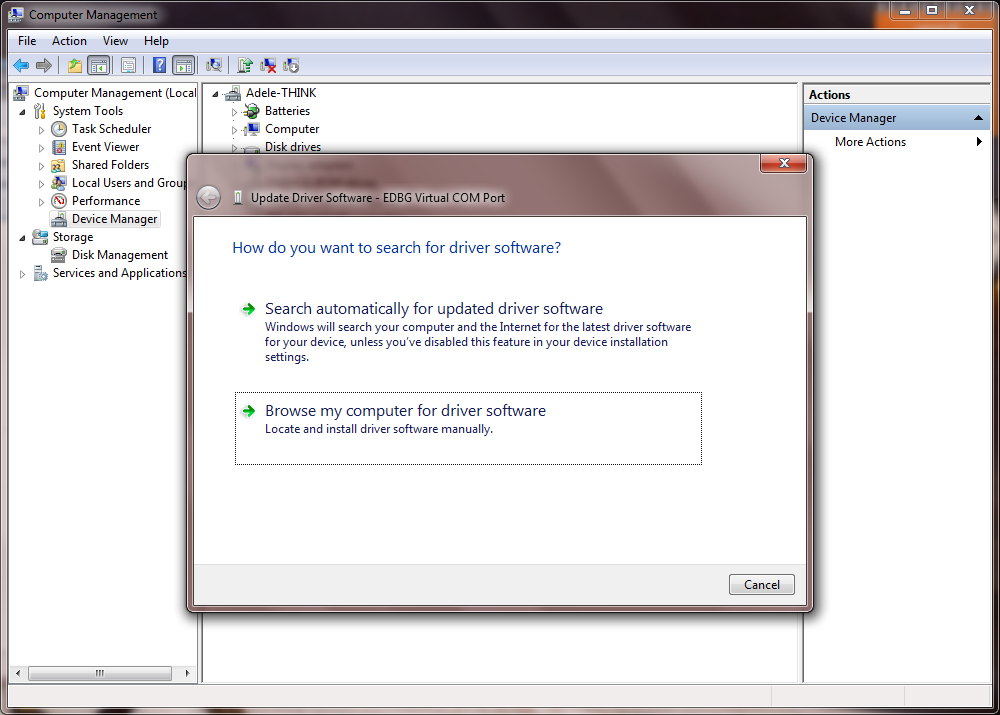 Computer Management
File Action View Help
Computer Management (Local
System Tools
Task Scheduler
Event Viewer
Shared Folders
Local Users and Group
Performance
Device Manager
Storage
Disk Management
Services and Applications
Adele-THINK
Batteries
Computer
Disk drives
Actions
Device Manager
More Actions
Update Driver Software - EDBG Virtual COM Port
How do you want to search for driver software?
Search automatically for updated driver software
Windows will search your computer and the Internet for the latest driver software
for your device, unless you've disabled this feature in your device installation
settings.
Browse my computer for driver software
Locate and install driver software manually.
Cancel